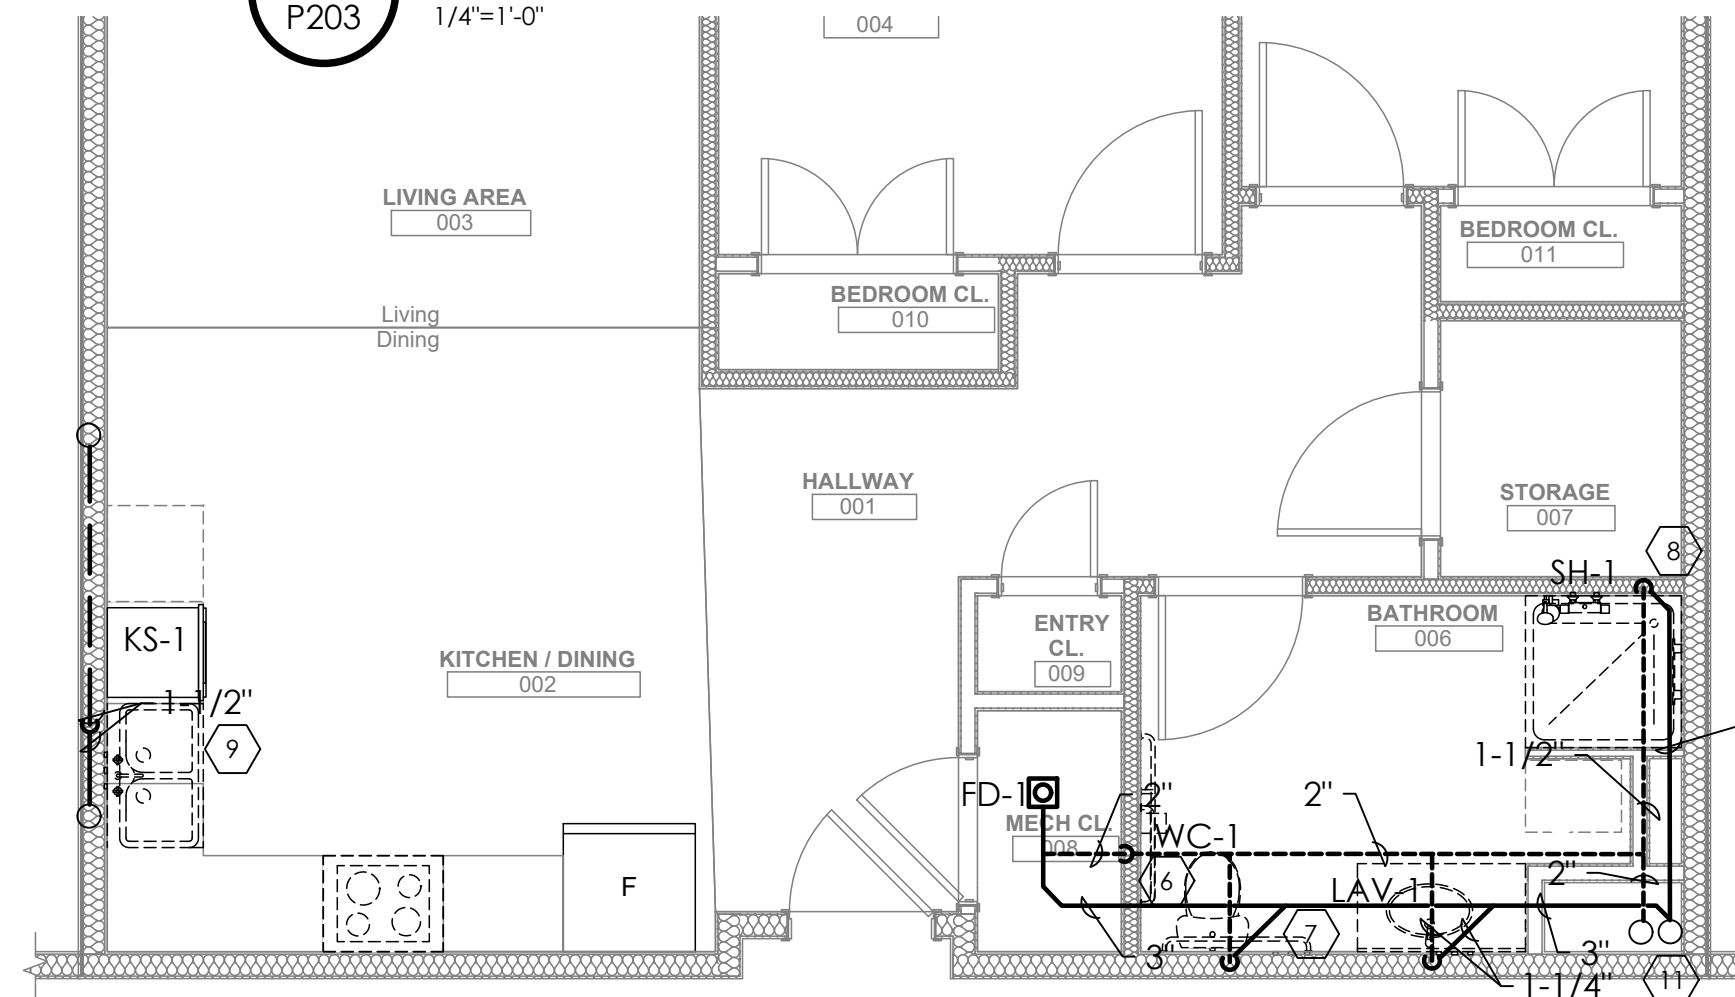 P203
1/4"=1'-0"
004
LIVING AREA
003
BEDROOM CL.
011
BEDROOM CL.
010
Living
Dining
HALLWAY
001
STORAGE
007
8
SH-1
BATHROOM
006
ENTRY
CL.
009
KS-1
KITCHEN / DINING
002
1-1/2"
9
1-1/2"
FD-1
2"
2"
MECH CL.
008
WC-1
6
2"
LAV-1
F
7
3"
3"
1-1/4"
11